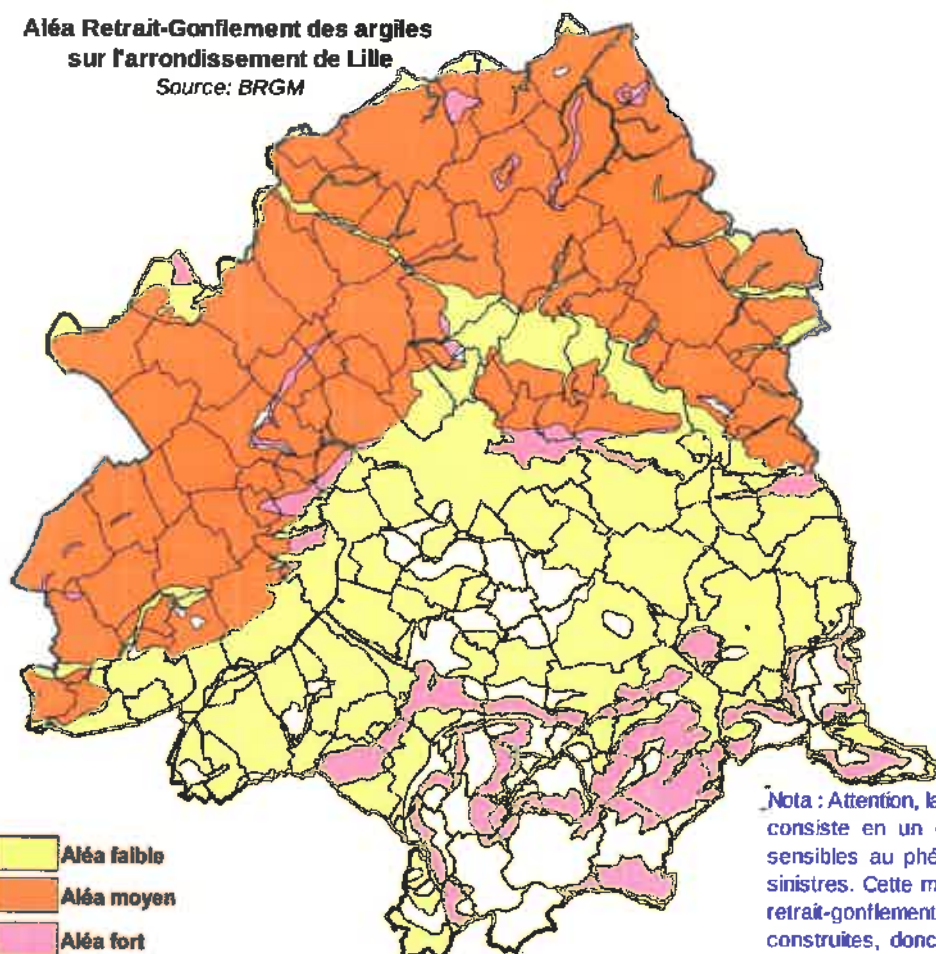 Aléa Retrait-Gonflement des argiles
sur l'arrondissement de Lille
Source: BRGM
Nota : Attention, la
consiste en un
sensibles au phé
sinistres. Cette m
retrait-gonflement
construites, donc
Aléa faible
Aléa moyen
Aléa fort